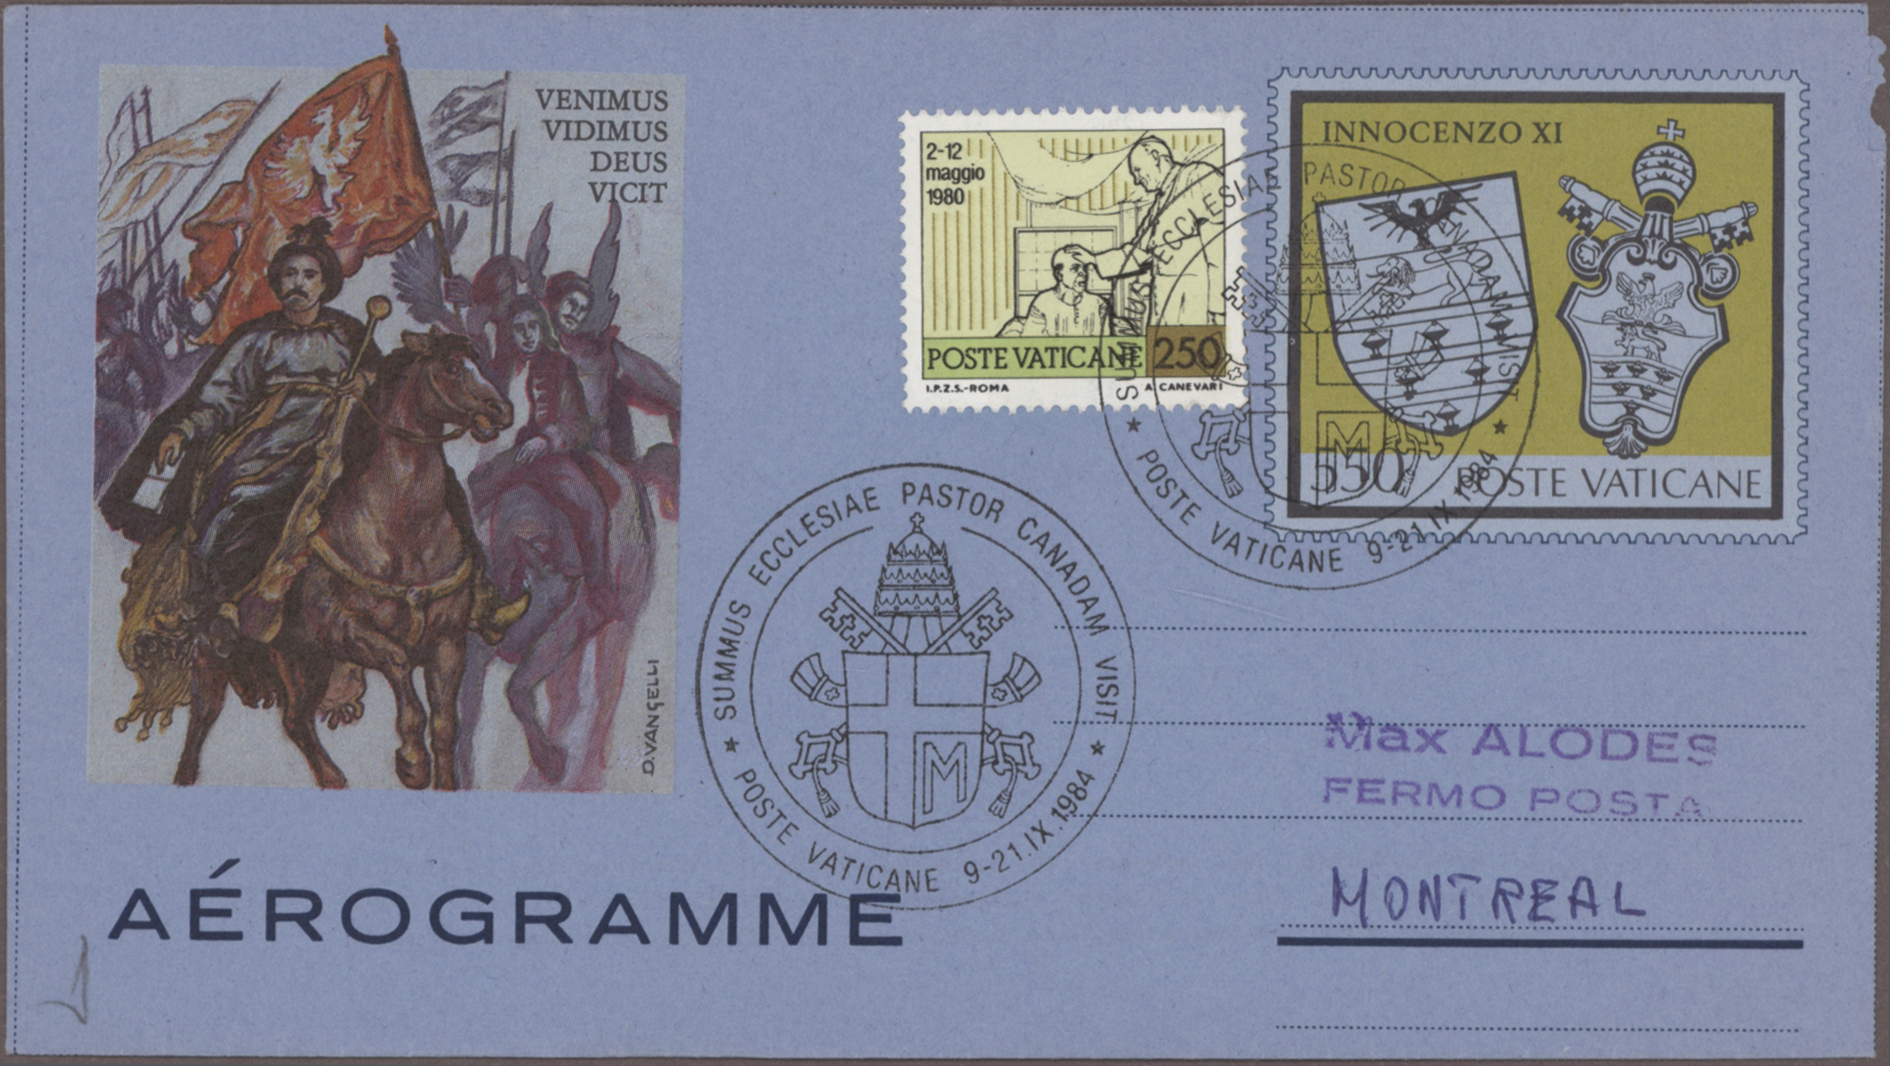 VENIMUS
VIDIMUS
DEUS
VICIT
D. VANGELLI
2-12
maggio
1980
POSTE VATICANE 250
I.P.Z.S.-ROMA A. CANEVARI
INNOCENZO XI
550 POSTE VATICANE
SUMMUS ECCLESIAE PASTOR CANADAM VISIT
M
* POSTE VATICANE 9-21.IX.1984 *
SUMMUS ECCLESIAE PASTOR CANADAM VISIT
M
* POSTE VATICANE 9-21.IX.1984 *
Max ALODES
FERMO POSTA
MONTREAL
AÉROGRAMME